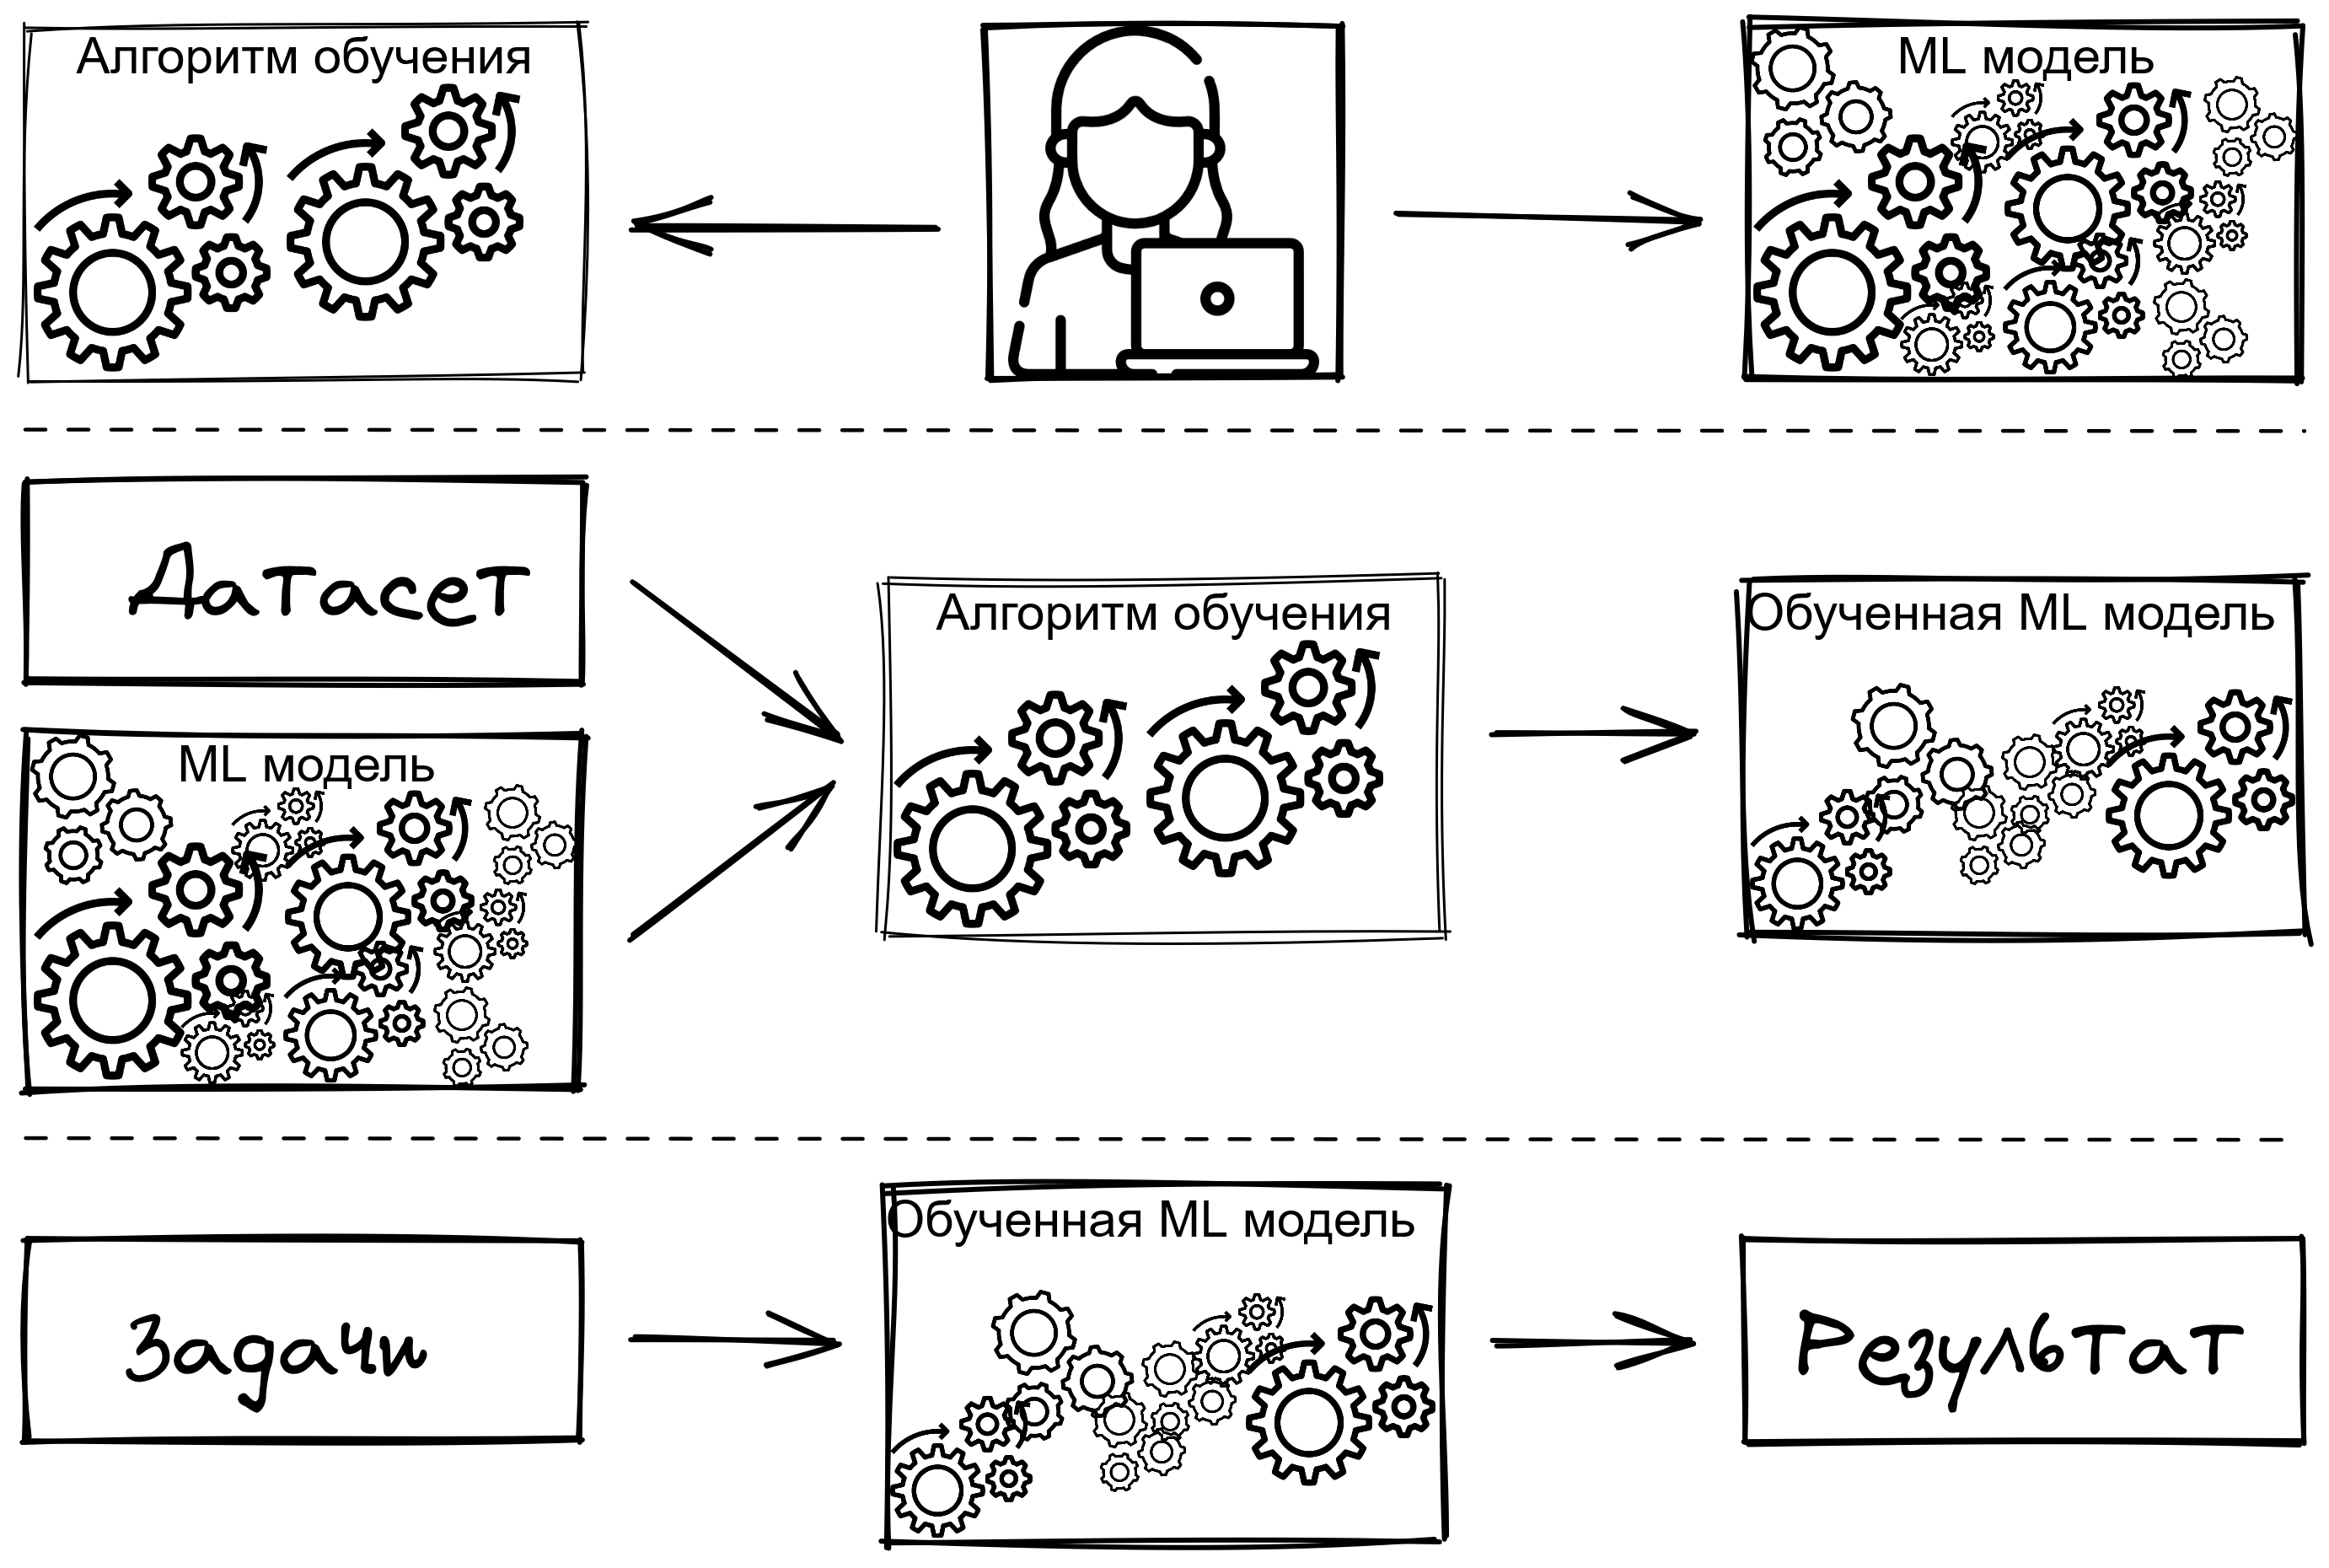 Алгоритм обучения
ML модель
Датасет
ML модель
Алгоритм обучения
Обученная ML модель
Задачи
Обученная ML модель
Результат